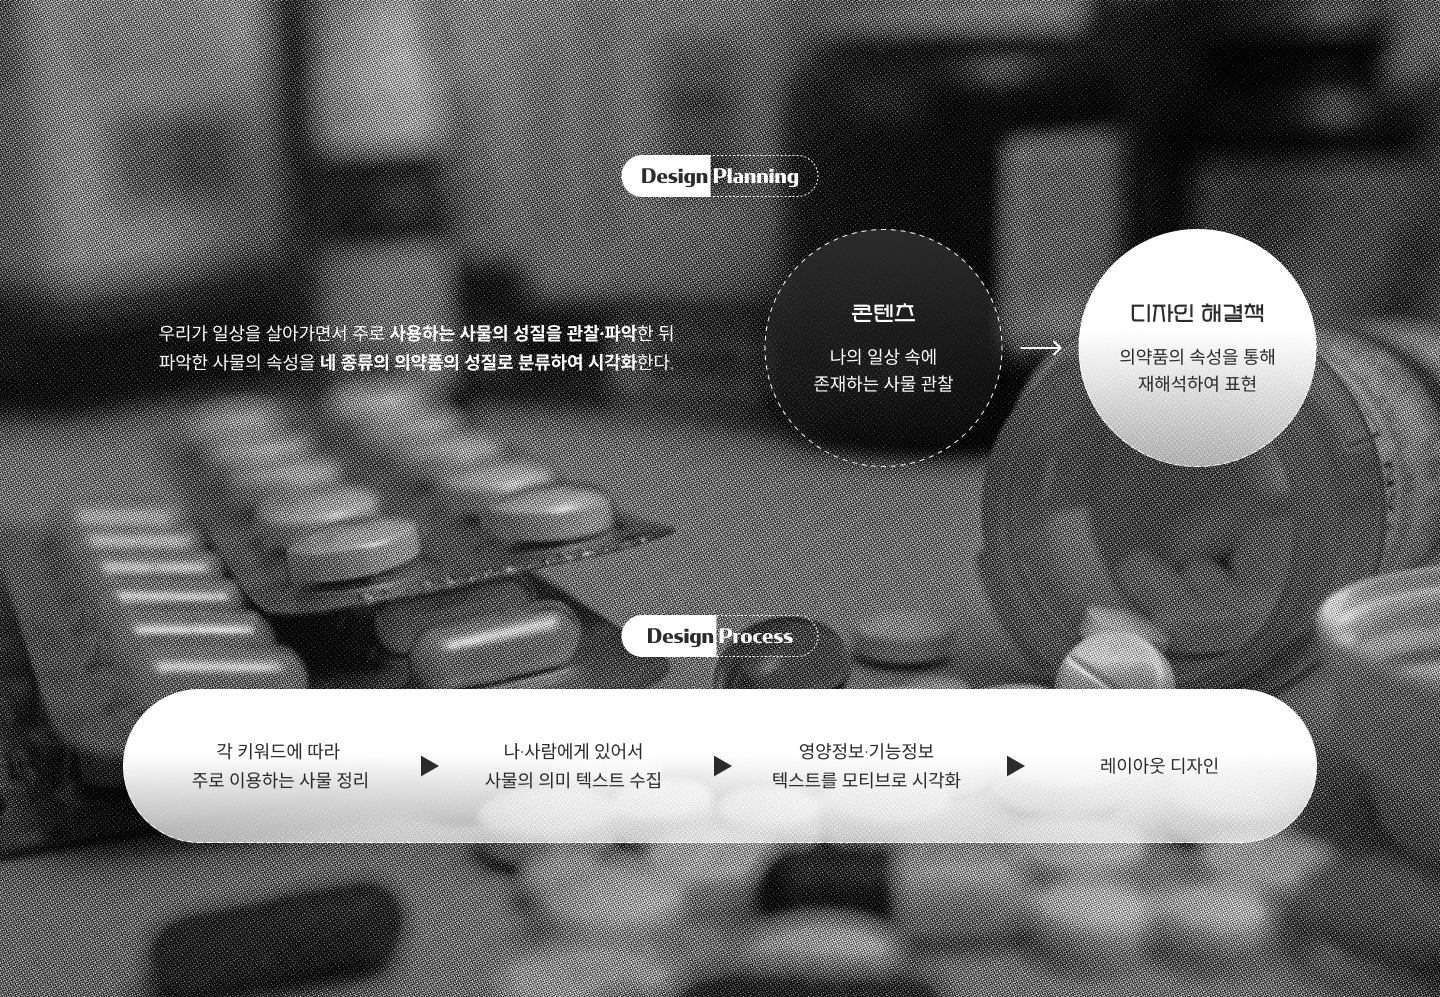 Design Planning
우리가 일상을 살아가면서 주로 사용하는 사물의 성질을 관찰·파악한 뒤
파악한 사물의 속성을 네 종류의 의약품의 성질로 분류하여 시각화한다.
콘텐츠
나의 일상 속에
존재하는 사물 관찰
디자인 해결책
의약품의 속성을 통해
재해석하여 표현
Design Process
각 키워드에 따라
주로 이용하는 사물 정리
나·사람에게 있어서
사물의 의미 텍스트 수집
영양정보·기능정보
텍스트를 모티브로 시각화
레이아웃 디자인